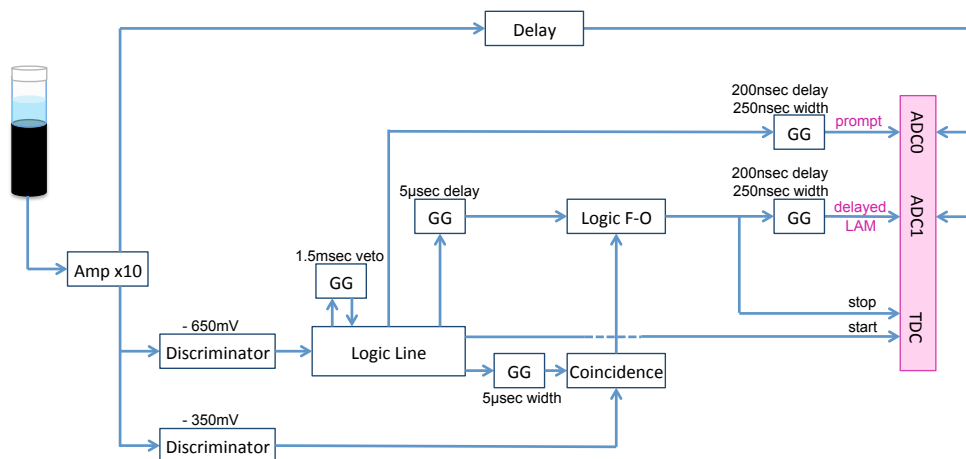 Delay
200nsec delay
250nsec width
GG
prompt
ADC0
200nsec delay
250nsec width
5μsec delay
GG
Logic F-O
GG
delayed
LAM
ADC1
1.5msec veto
GG
Amp x10
stop
start
TDC
- 650mV
Discriminator
Logic Line
GG
5μsec width
Coincidence
- 350mV
Discriminator